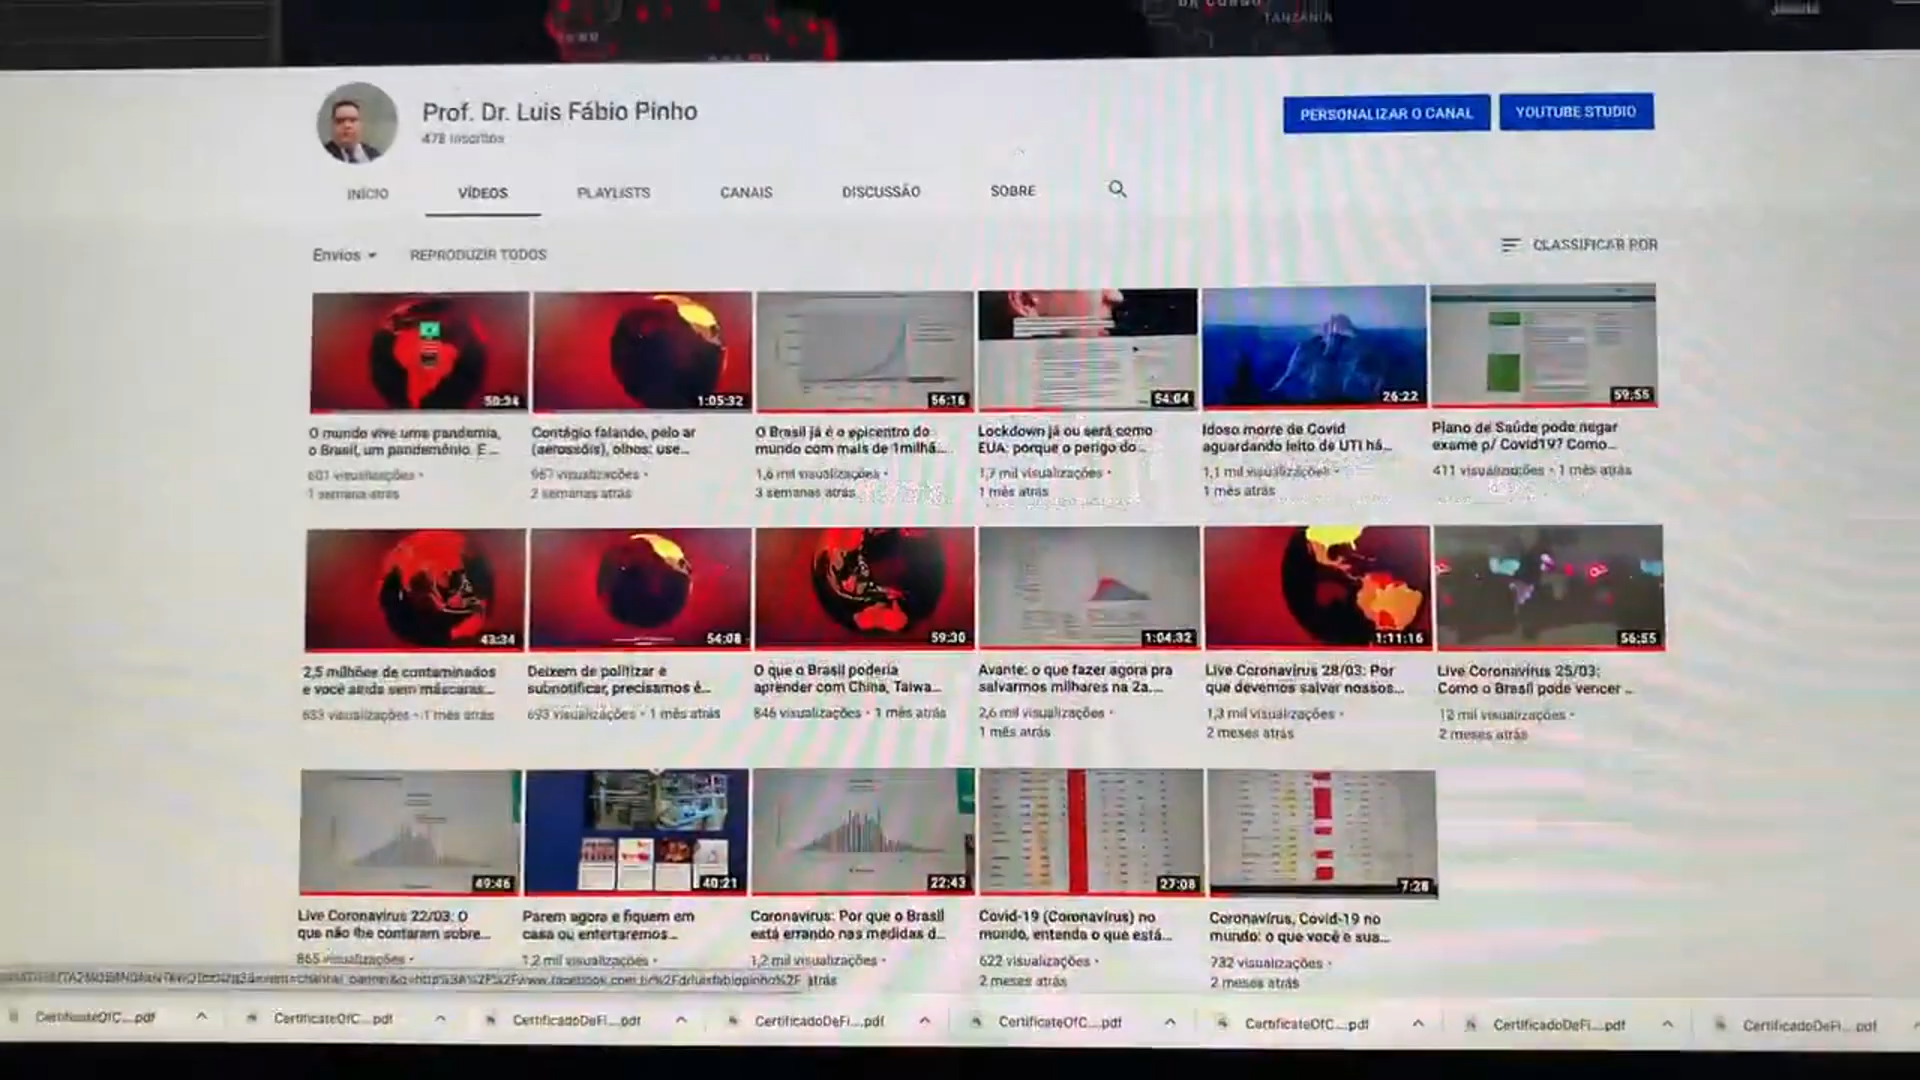 TANZANIA
Prof. Dr. Luis Fábio Pinho
478 inscritos
PERSONALIZAR O CANAL
YOUTUBE STUDIO
INÍCIO
VÍDEOS
PLAYLISTS
CANAIS
DISCUSSÃO
SOBRE
Envios
REPRODUZIR TODOS
CLASSIFICAR POR
50:34
1:05:32
56:16
54:04
26:22
59:55
O mundo vive uma pandemia,
o Brasil, um pandemônio. E...
601 visualizações •
1 semana atrás
Contágio falando, pelo ar
(aerossóis), olhos: use...
967 visualizações •
2 semanas atrás
O Brasil já é o epicentro do
mundo com mais de 1milhã...
1,6 mil visualizações •
3 semanas atrás
Lockdown já ou será como
EUA: porque o perigo do...
1,7 mil visualizações •
1 mês atrás
Idoso morre de Covid
aguardando leito de UTI há...
1,1 mil visualizações •
1 mês atrás
Plano de Saúde pode negar
exame p/ Covid19? Como...
411 visualizações • 1 mês atrás
43:34
54:08
59:30
1:04:32
1:11:16
56:55
2,5 milhões de contaminados
e você ainda sem máscaras...
633 visualizações • 1 mês atrás
Deixem de politizar e
subnotificar, precisamos é...
693 visualizações • 1 mês atrás
O que o Brasil poderia
aprender com China, Taiwa...
846 visualizações • 1 mês atrás
Avante: o que fazer agora pra
salvarmos milhares na 2a....
2,6 mil visualizações •
1 mês atrás
Live Coronavírus 28/03: Por
que devemos salvar nossos...
1,3 mil visualizações •
2 meses atrás
Live Coronavírus 25/03:
Como o Brasil pode vencer ...
12 mil visualizações •
2 meses atrás
49:46
40:21
22:43
27:08
7:28
Live Coronavírus 22/03: O
que não lhe contaram sobre...
865 visualizações •
Parem agora e fiquem em
casa ou enterraremos...
1,2 mil visualizações •
Coronavírus: Por que o Brasil
está errando nas medidas d...
1,2 mil visualizações •
atrás
Covid-19 (Coronavírus) no
mundo, entenda o que está...
622 visualizações •
2 meses atrás
Coronavírus, Covid-19 no
mundo: o que você e sua...
732 visualizações •
2 meses atrás
CertificateOfC....pdf
CertificateOfC....pdf
CertificadoDeFi....pdf
CertificadoDeFi....pdf
CertificateOfC....pdf
CertificateOfC....pdf
CertificadoDeFi....pdf
CertificadoDeFi....pdf